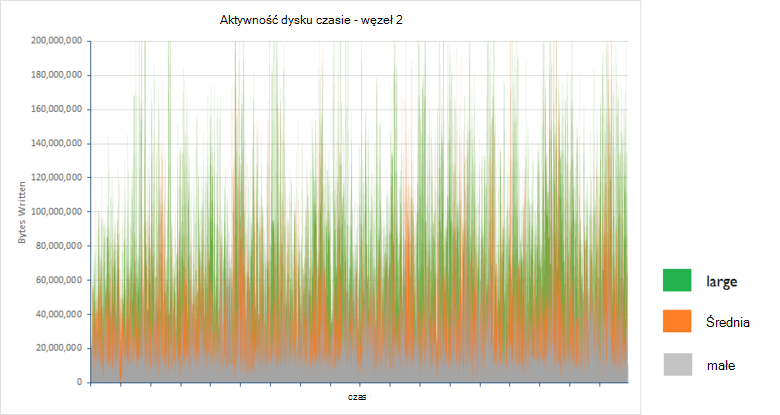 Aktywność dysku czasie - węzeł 2
200,000,000
180,000,000
160,000,000
140,000,000
120,000,000
100,000,000
80,000,000
60,000,000
40,000,000
20,000,000
0
Bytes Written
czas
large
Średnia
małe